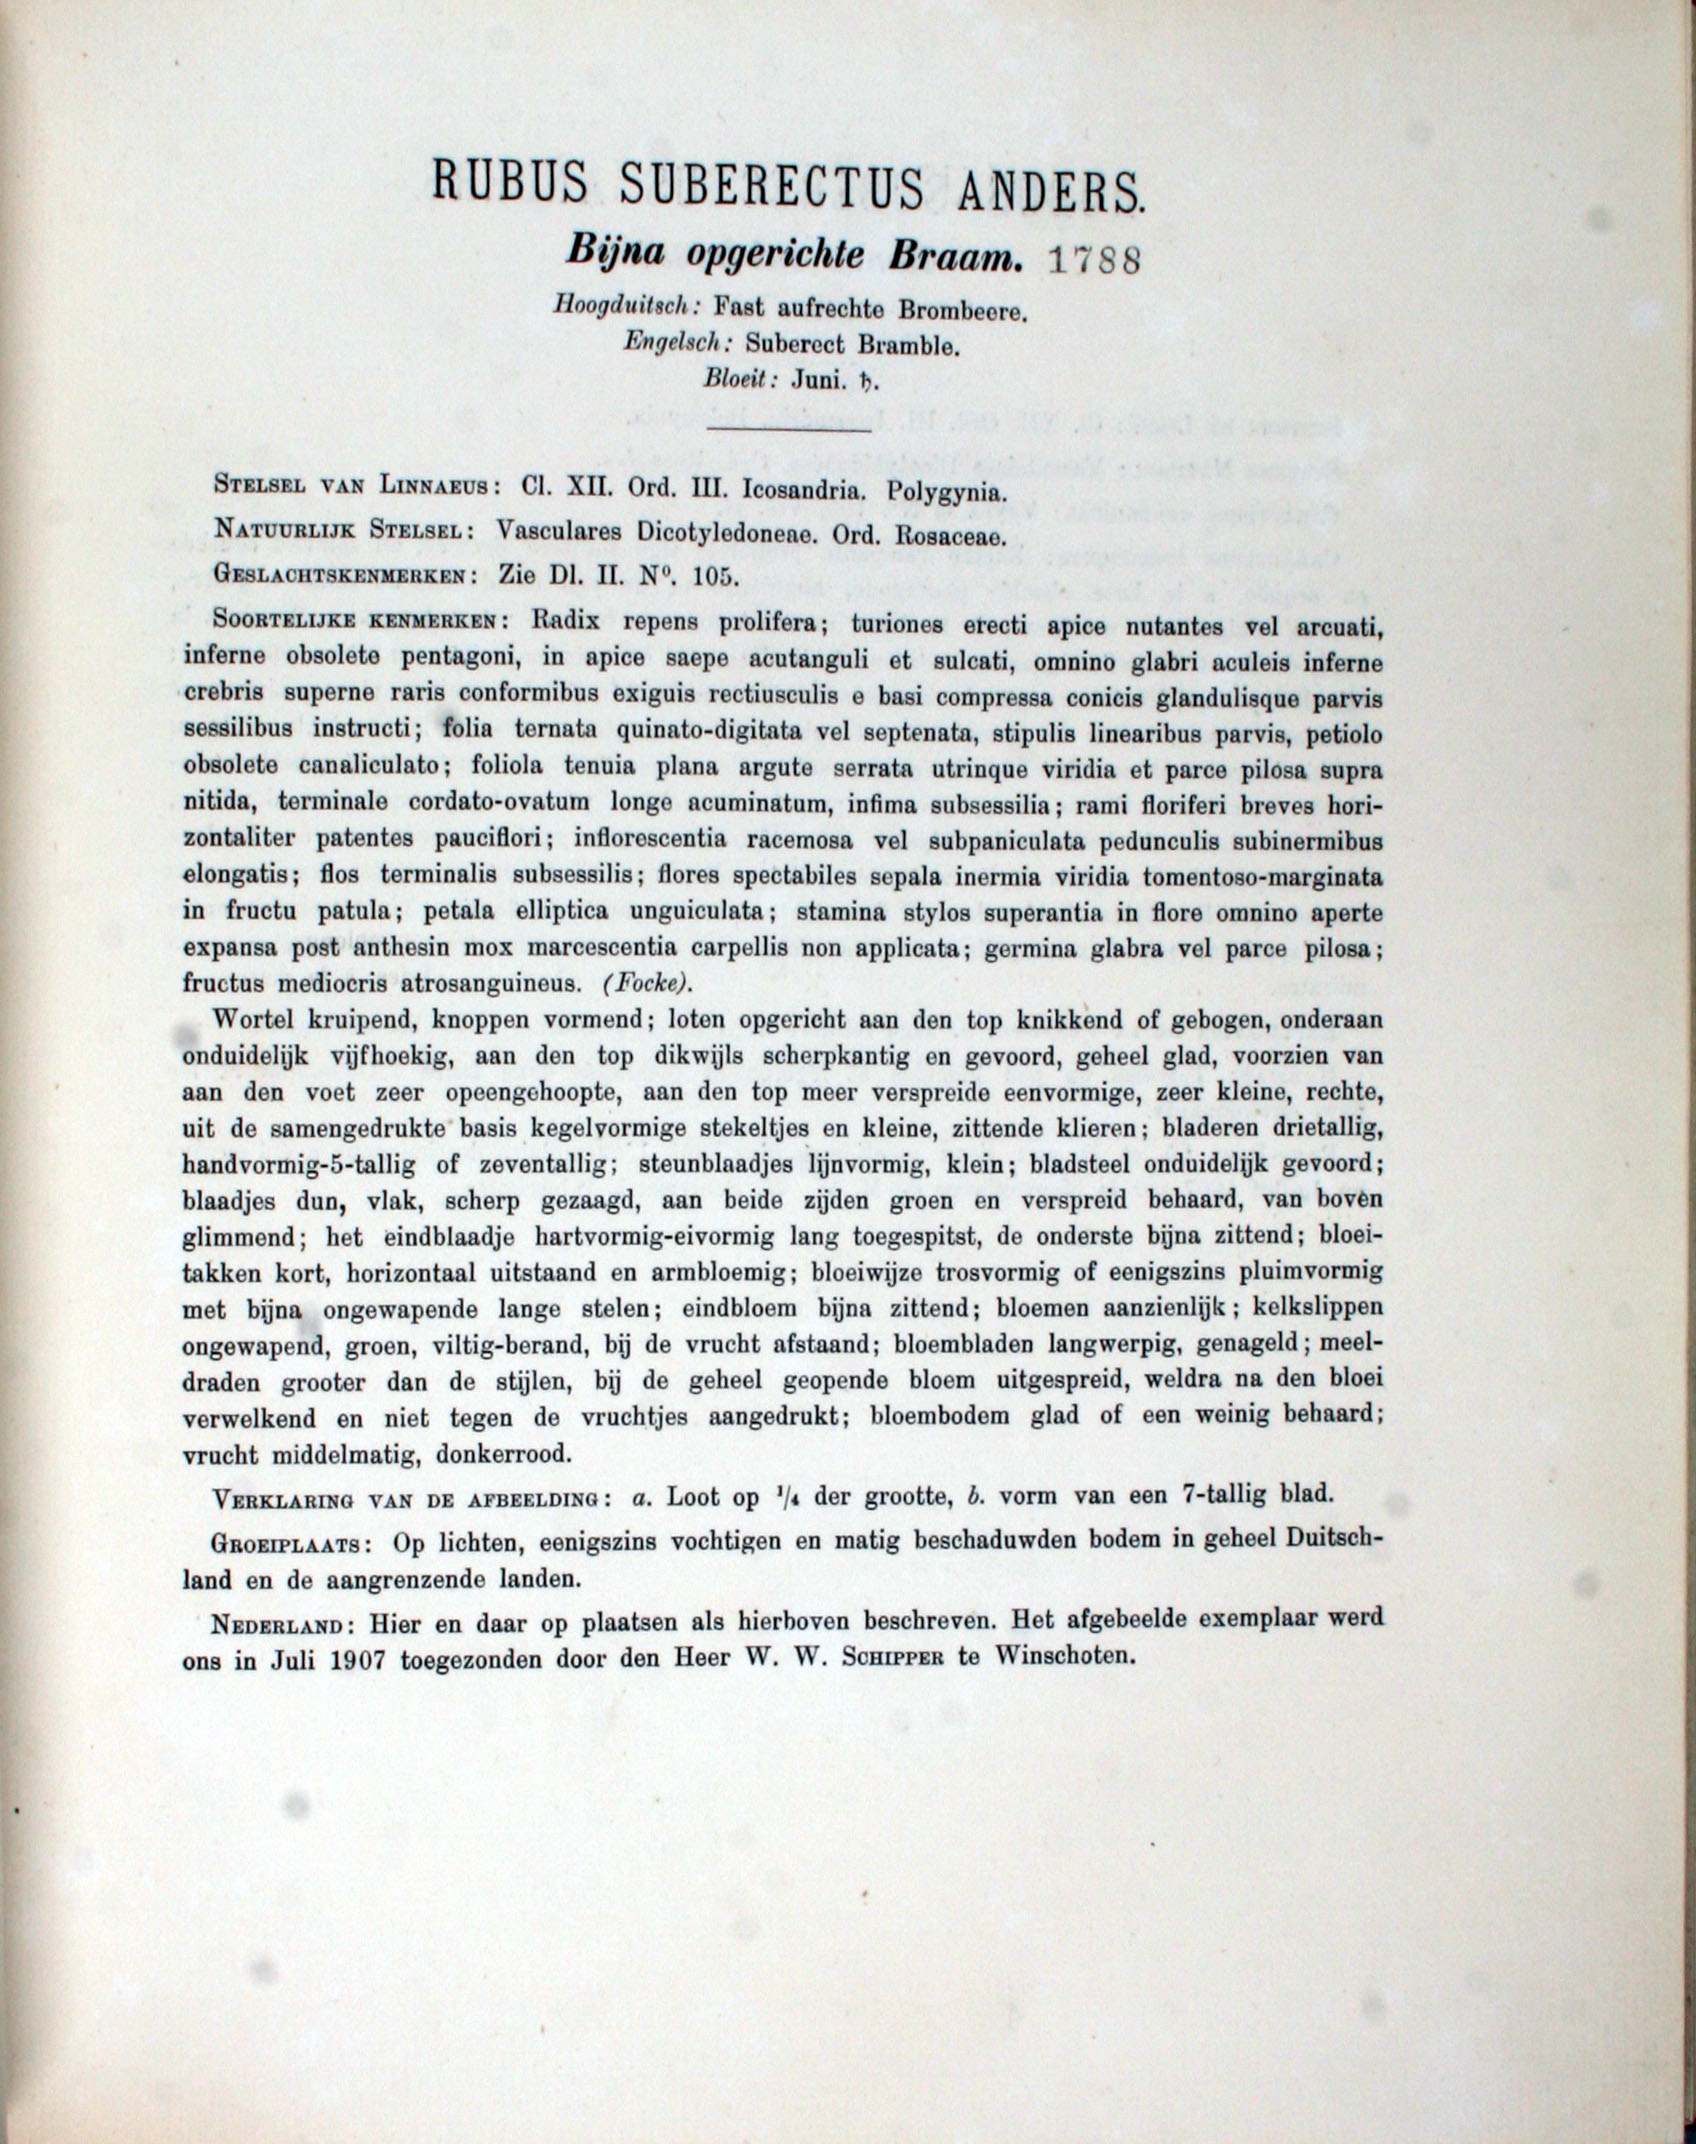 RUBUS SUBERECTUS ANDERS.
Bijna opgerichte Braam. 1788
Hoogduitsch: Fast aufrechte Brombeere.
Engelsch: Suberect Bramble.
Bloeit: Juni. ♄.
STELSEL VAN LINNAEUS: Cl. XII. Ord. III. Icosandria. Polygynia.
NATUURLIJK STELSEL: Vasculares Dicotyledoneae. Ord. Rosaceae.
GESLACHTSKENMERKEN: Zie Dl. II. Nº. 105.
SOORTELIJKE KENMERKEN: Radix repens prolifera; turiones erecti apice nutantes vel arcuati,
inferne obsolete pentagoni, in apice saepe acutanguli et sulcati, omnino glabri aculeis inferne
crebris superne raris conformibus exiguis rectiusculis e basi compressa conicis glandulisque parvis
sessilibus instructi; folia ternata quinato-digitata vel septenata, stipulis linearibus parvis, petiolo
obsolete canaliculato; foliola tenuia plana argute serrata utrinque viridia et parce pilosa supra
nitida, terminale cordato-ovatum longe acuminatum, infima subsessilia; rami floriferi breves hori-
zontaliter patentes pauciflori; inflorescentia racemosa vel subpaniculata pedunculis subinermibus
elongatis; flos terminalis subsessilis; flores spectabiles sepala inermia viridia tomentoso-marginata
in fructu patula; petala elliptica unguiculata; stamina stylos superantia in flore omnino aperte
expansa post anthesin mox marcescentia carpellis non applicata; germina glabra vel parce pilosa;
fructus mediocris atrosanguineus. (Focke).
Wortel kruipend, knoppen vormend; loten opgericht aan den top knikkend of gebogen, onderaan
onduidelijk vijfhoekig, aan den top dikwijls scherpkantig en gevoord, geheel glad, voorzien van
aan den voet zeer opeengehoopte, aan den top meer verspreide eenvormige, zeer kleine, rechte,
uit de samengedrukte basis kegelvormige stekeltjes en kleine, zittende klieren; bladeren drietallig,
handvormig-5-tallig of zeventallig; steunblaadjes lijnvormig, klein; bladsteel onduidelijk gevoord;
blaadjes dun, vlak, scherp gezaagd, aan beide zijden groen en verspreid behaard, van boven
glimmend; het eindblaadje hartvormig-eivormig lang toegespitst, de onderste bijna zittend; bloei-
takken kort, horizontaal uitstaand en armbloemig; bloeiwijze trosvormig of eenigszins pluimvormig
met bijna ongewapende lange stelen; eindbloem bijna zittend; bloemen aanzienlijk; kelkslippen
ongewapend, groen, viltig-berand, bij de vrucht afstaand; bloembladen langwerpig, genageld; meel-
draden grooter dan de stijlen, bij de geheel geopende bloem uitgespreid, weldra na den bloei
verwelkend en niet tegen de vruchtjes aangedrukt; bloembodem glad of een weinig behaard;
vrucht middelmatig, donkerrood.
VERKLARING VAN DE AFBEELDING: a. Loot op 1/4 der grootte, b. vorm van een 7-tallig blad.
GROEIPLAATS: Op lichten, eenigszins vochtigen en matig beschaduwden bodem in geheel Duitsch-
land en de aangrenzende landen.
NEDERLAND: Hier en daar op plaatsen als hierboven beschreven. Het afgebeelde exemplaar werd
ons in Juli 1907 toegezonden door den Heer W. W. SCHIPPER te Winschoten.